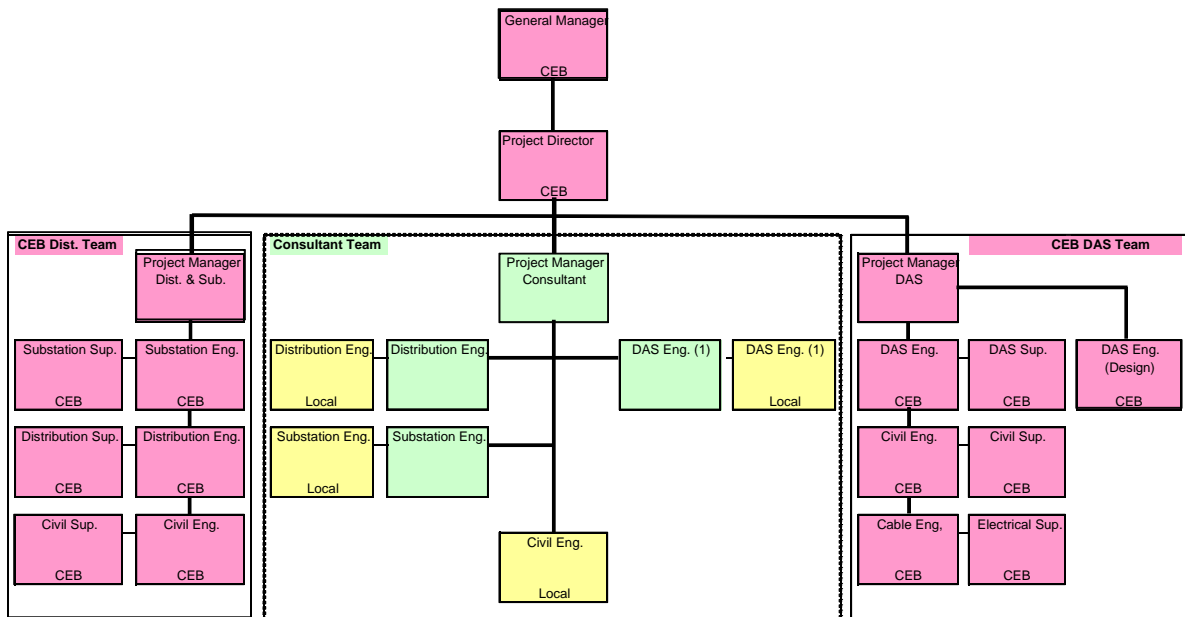 General Manager
CEB
Project Director
CEB
CEB Dist. Team
Project Manager
Dist. & Sub.
Substation Sup.
CEB
Substation Eng.
CEB
Distribution Sup.
CEB
Distribution Eng.
CEB
Civil Sup.
CEB
Civil Eng.
CEB
Consultant Team
Project Manager
Consultant
Distribution Eng.
Local
Distribution Eng.
DAS Eng. (1)
DAS Eng. (1)
Local
Substation Eng.
Local
Substation Eng.
Civil Eng.
Local
CEB DAS Team
Project Manager
DAS
DAS Eng.
CEB
DAS Sup.
CEB
DAS Eng.
(Design)
CEB
Civil Eng.
CEB
Civil Sup.
CEB
Cable Eng,
CEB
Electrical Sup.
CEB